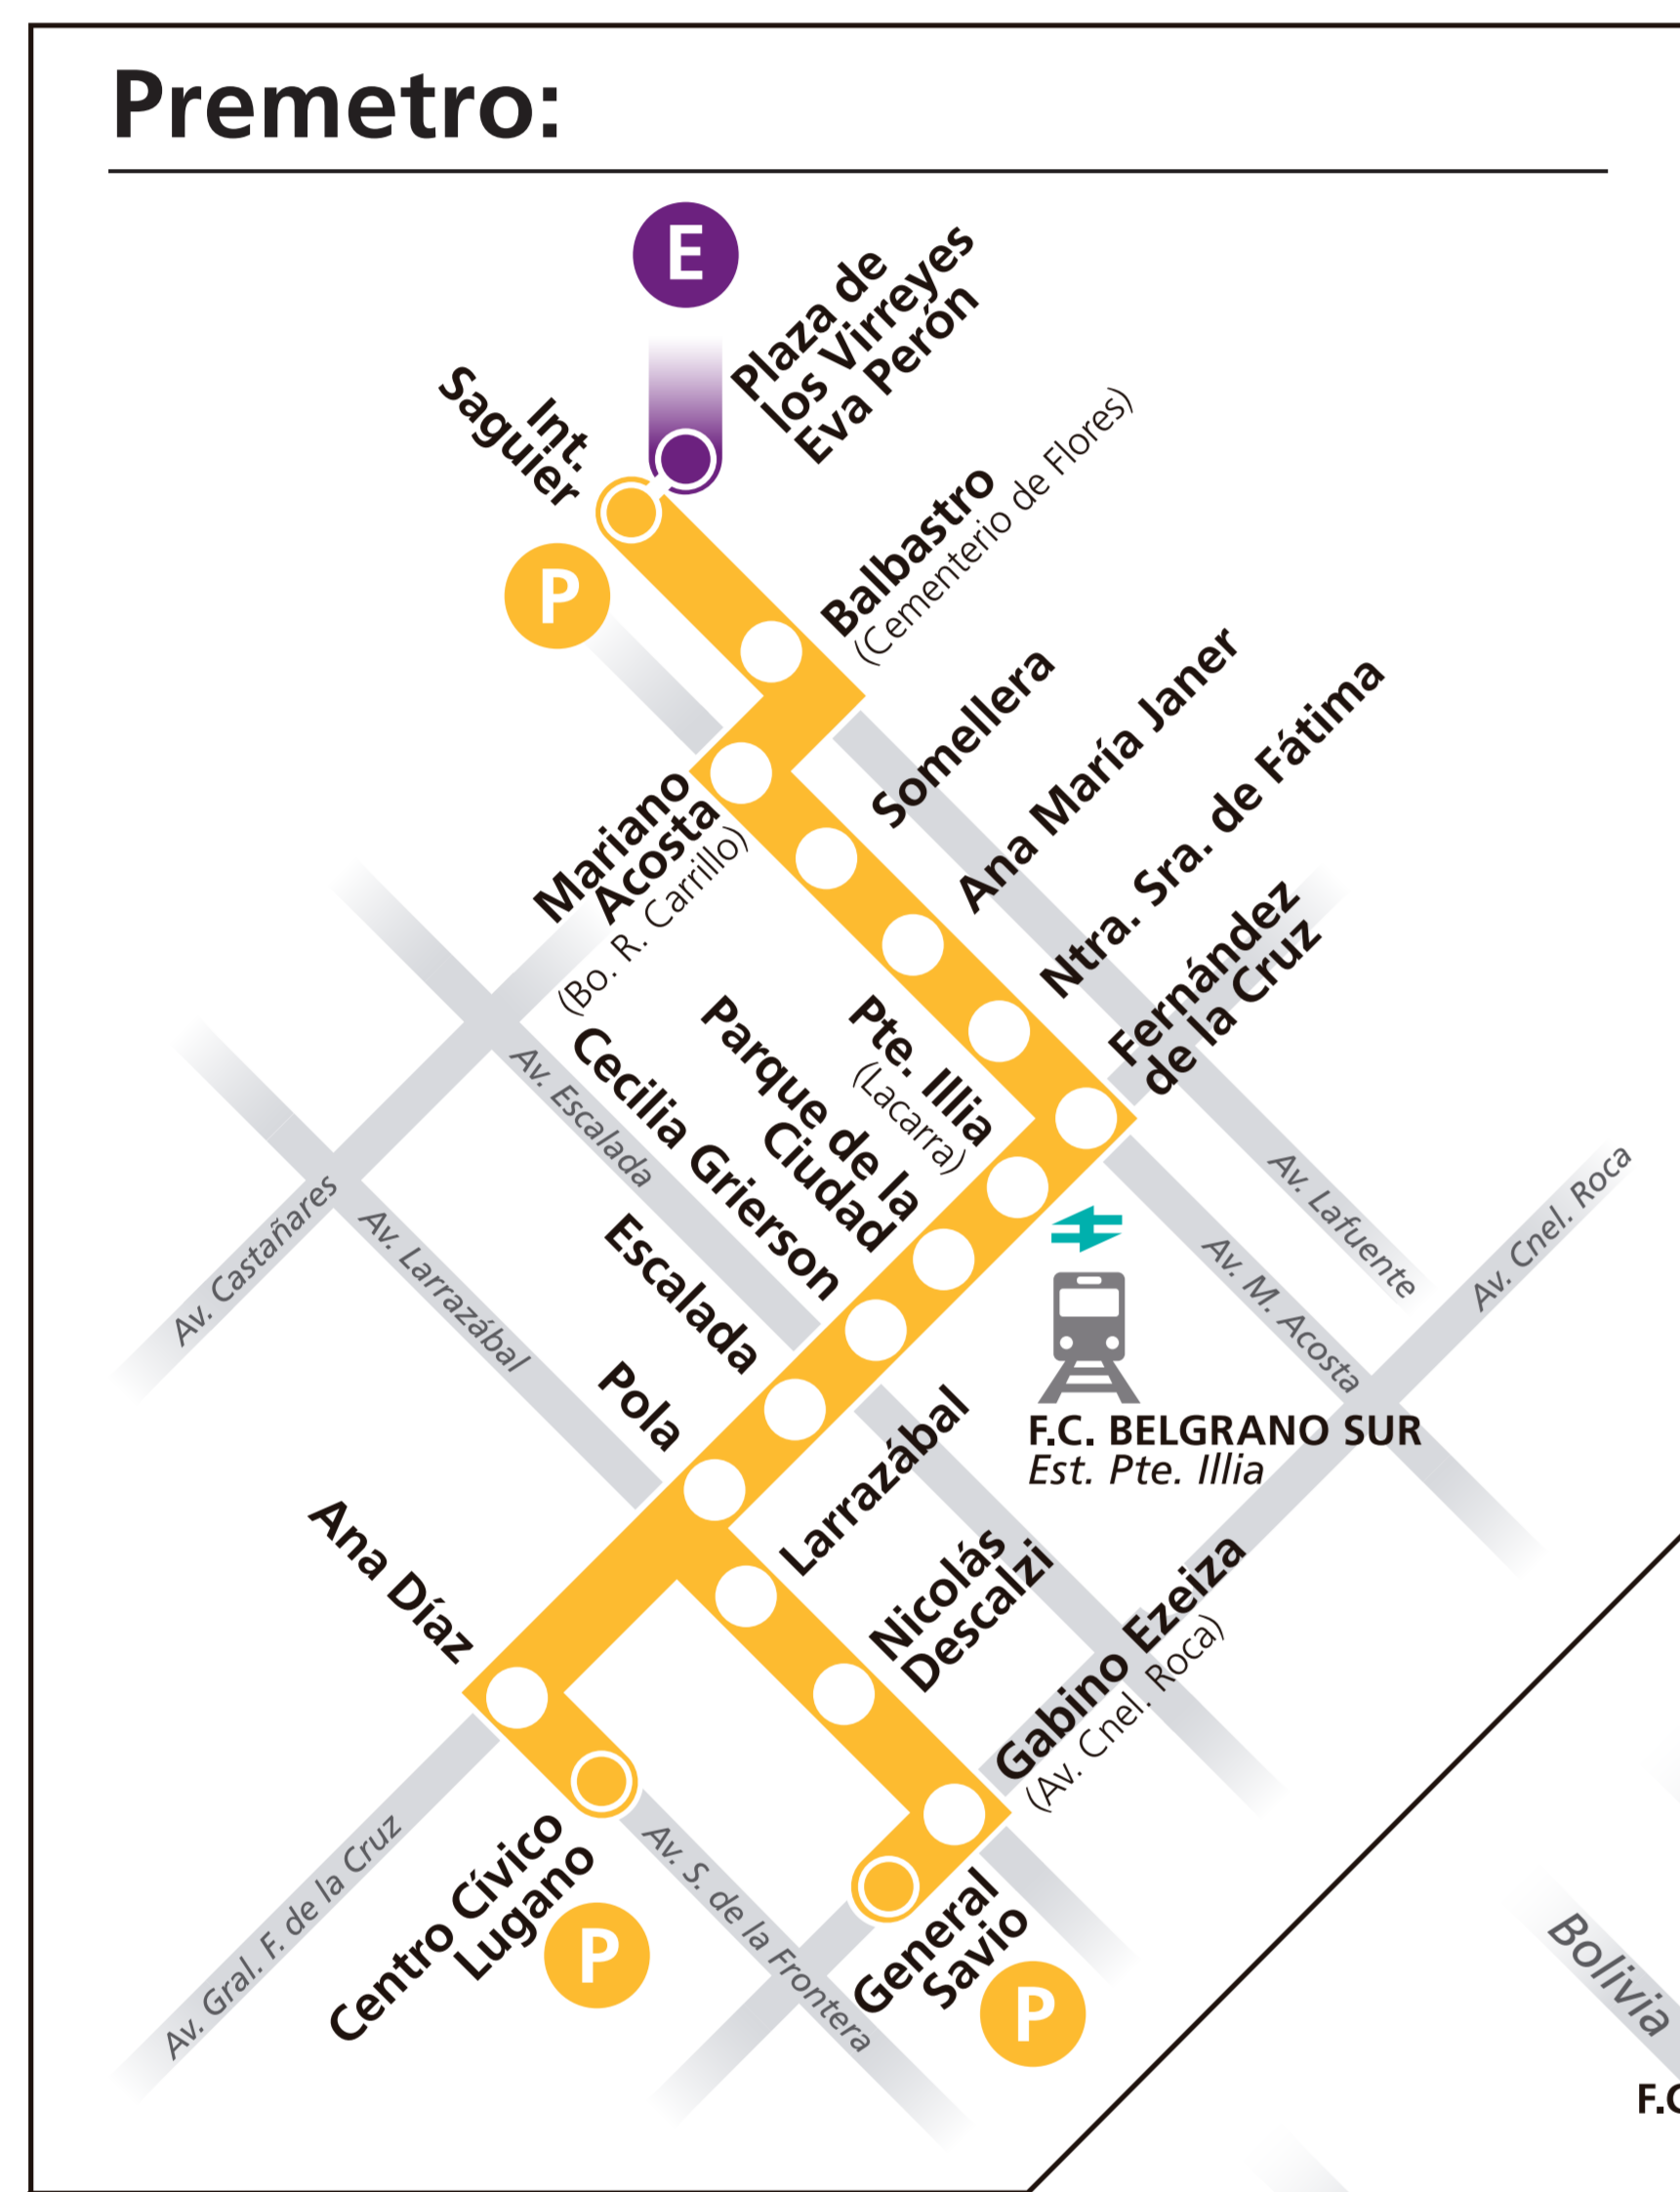 Premetro:
E
Plaza de
los Virreyes
Eva Perón
Int.
Saguier
P
Balbastro
(Cementerio de Flores)
Mariano
Acosta
(Bo. R. Carrillo)
Somellera
Ana María Janer
Ntra. Sra. de Fátima
Fernández
de la Cruz
Pte. Illia
(Lacarra)
Parque de la
Ciudad
Cecilia Grierson
Escalada
Pola
Av. Escalada
Av. Castañares
Av. Larrazábal
Av. Lafuente
Av. M. Acosta
Av. Cnel. Roca
F.C. BELGRANO SUR
Est. Pte. Illia
Larrazábal
Nicolás
Descalzi
Gabino Ezeiza
(Av. Cnel. Roca)
Ana Díaz
Centro Cívico
Lugano
P
General
Savio
P
Av. Gral. F. de la Cruz
Av. S. de la Frontera
Bolivia